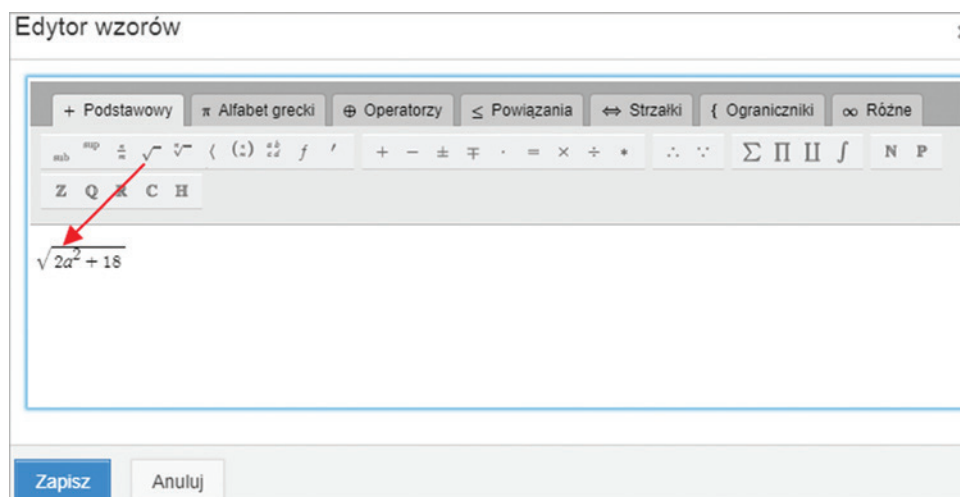 Edytor wzorów
+ Podstawowy π Alfabet grecki ⊕ Operatorzy ≤ Powiązania ⇔ Strzałki { Ograniczniki ∞ Różne
sub sup n/m √ ⁿ√ ⟨ (n m) a b c d f ′ + − ± ∓ · = × ÷ * ∴ ∵ ∑ ∏ ∐ ∫ N P
Z Q R C H
√2a² + 18
Zapisz Anuluj